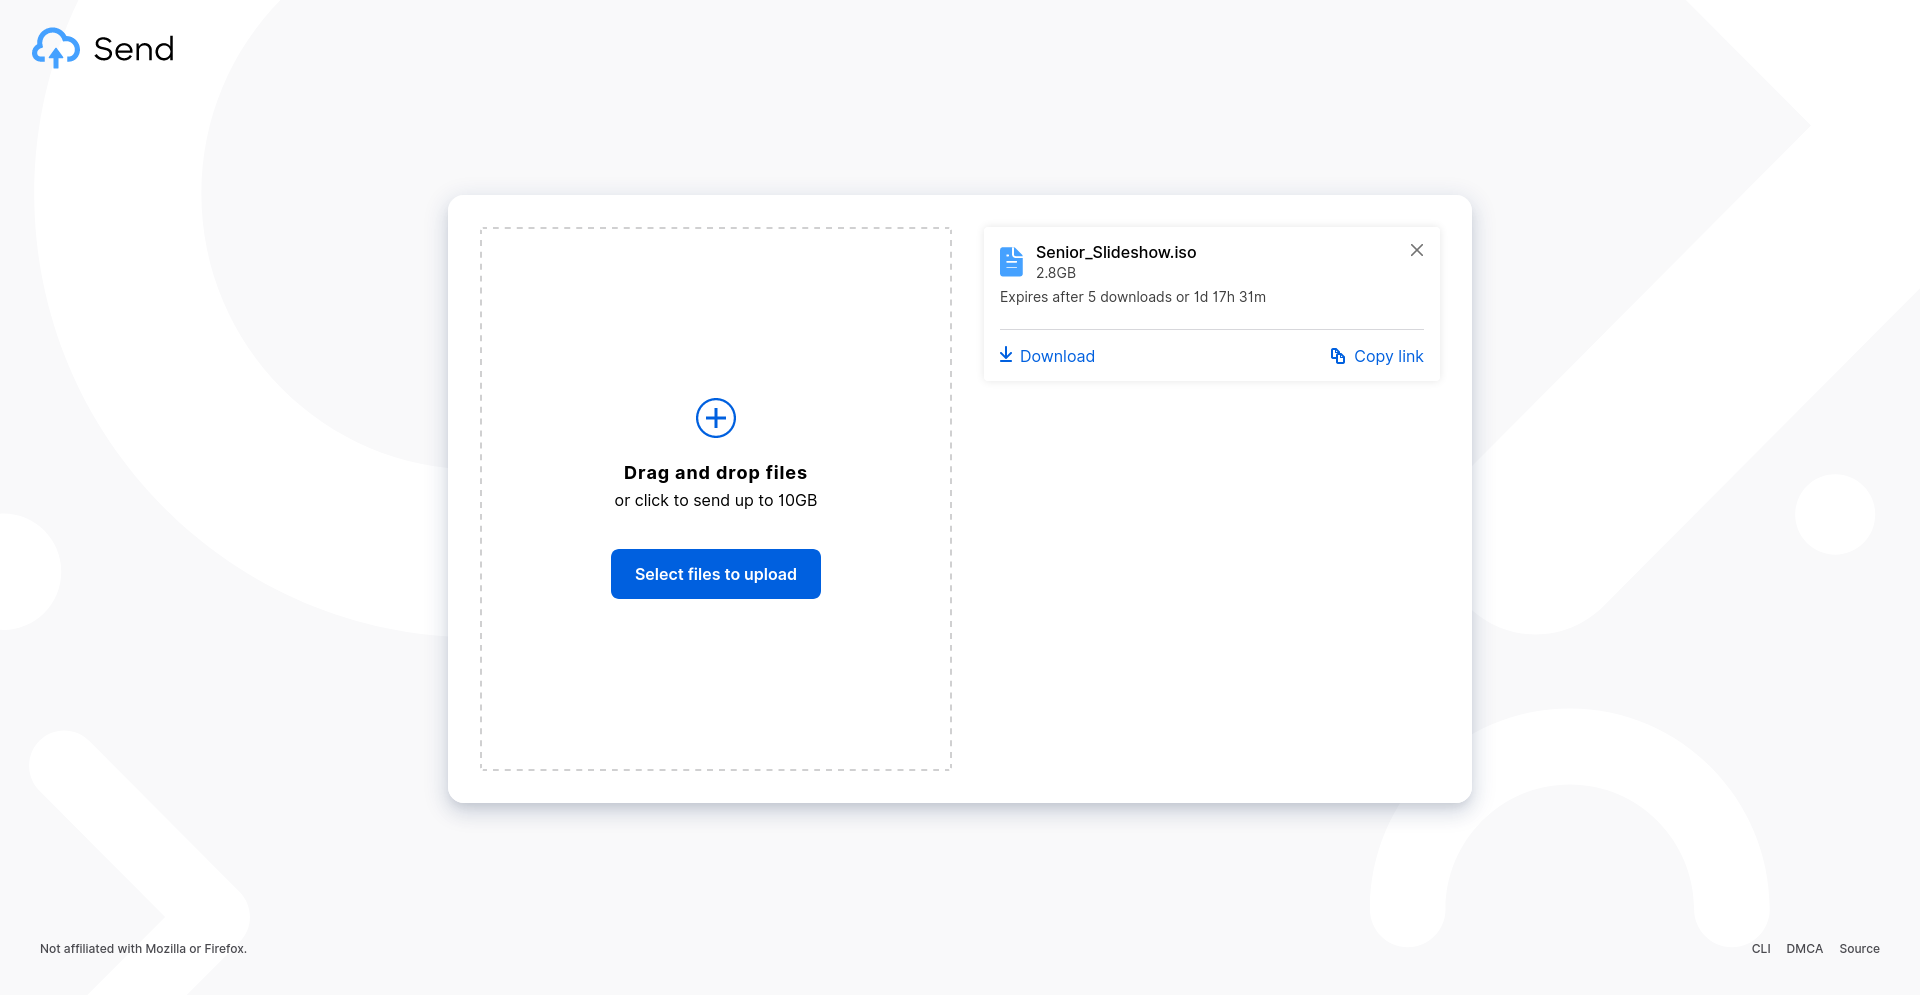 Send
Drag and drop files
or click to send up to 10GB
Select files to upload
Senior_Slideshow.iso
2.8GB
Expires after 5 downloads or 1d 17h 31m
Download
Copy link
Not affiliated with Mozilla or Firefox.
CLI
DMCA
Source